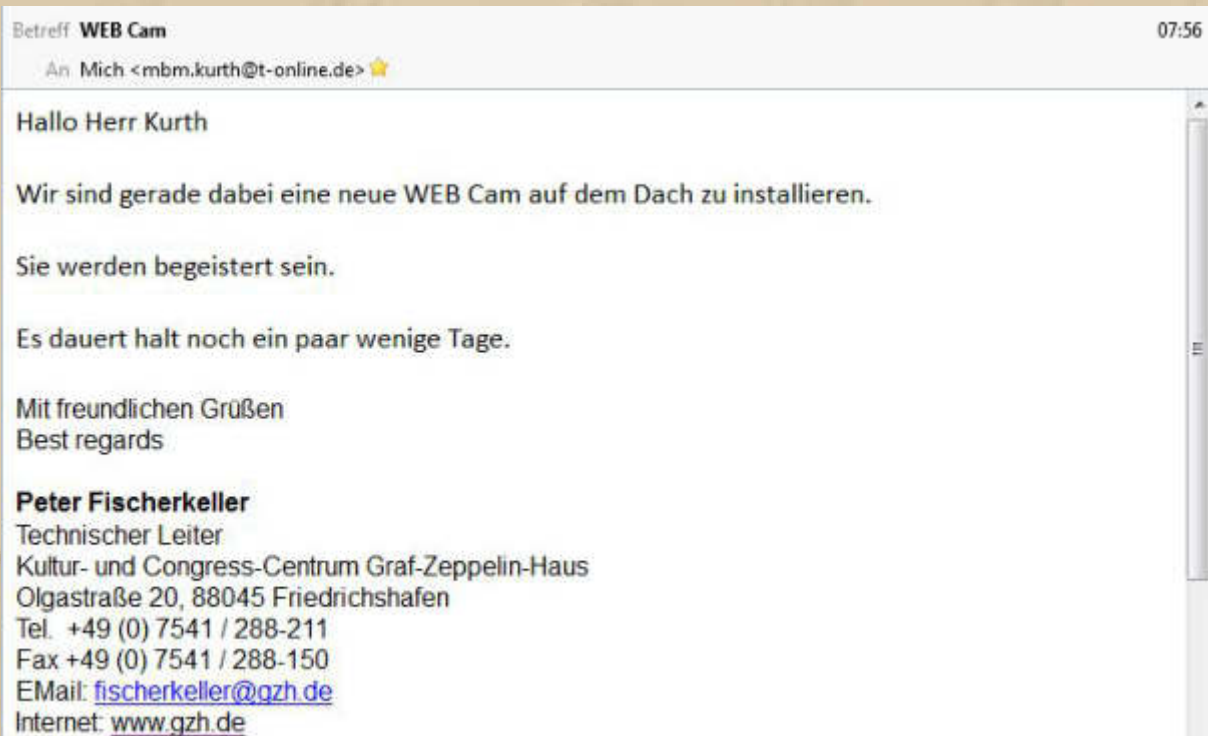 Betreff WEB Cam 07:56
An Mich <mbm.kurth@t-online.de>
Hallo Herr Kurth
Wir sind gerade dabei eine neue WEB Cam auf dem Dach zu installieren.
Sie werden begeistert sein.
Es dauert halt noch ein paar wenige Tage.
Mit freundlichen Grüßen
Best regards
Peter Fischerkeller
Technischer Leiter
Kultur- und Congress-Centrum Graf-Zeppelin-Haus
Olgastraße 20, 88045 Friedrichshafen
Tel. +49 (0) 7541 / 288-211
Fax +49 (0) 7541 / 288-150
EMail: fischerkeller@gzh.de
Internet: www.gzh.de